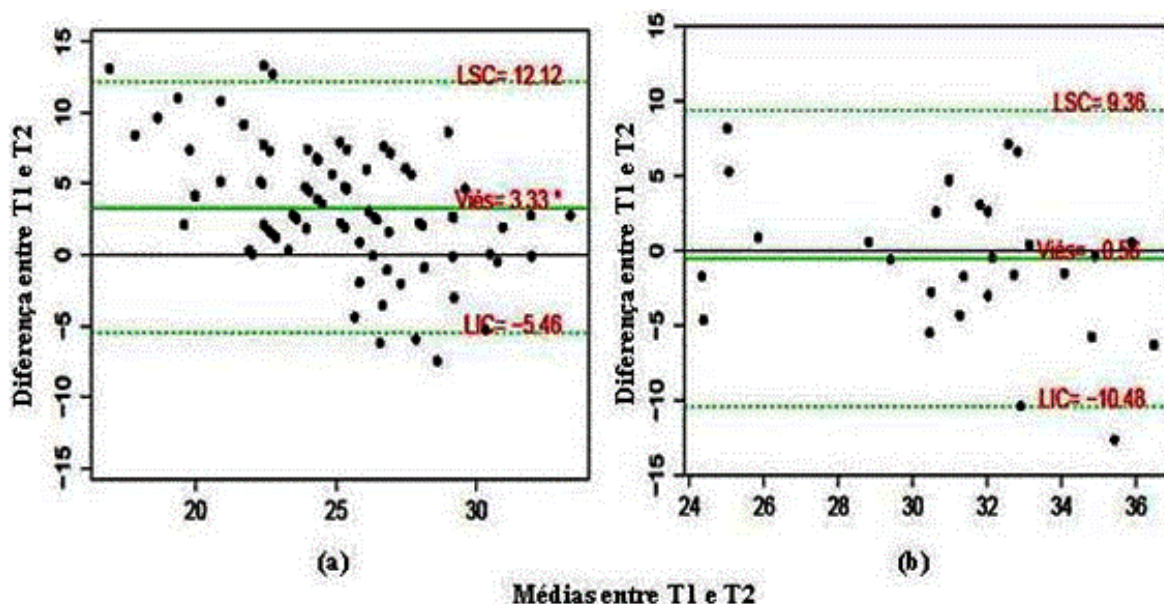 Diferença entre T1 e T2
15
10
5
0
−5
−10
−15
LSC= 12.12
Viés= 3.33 *
LIC= −5.46
20
25
30
(a)
Diferença entre T1 e T2
15
10
5
0
−5
−10
−15
LSC= 9.36
Viés= −0.56
LIC= −10.48
24
26
28
30
32
34
36
(b)
Médias entre T1 e T2